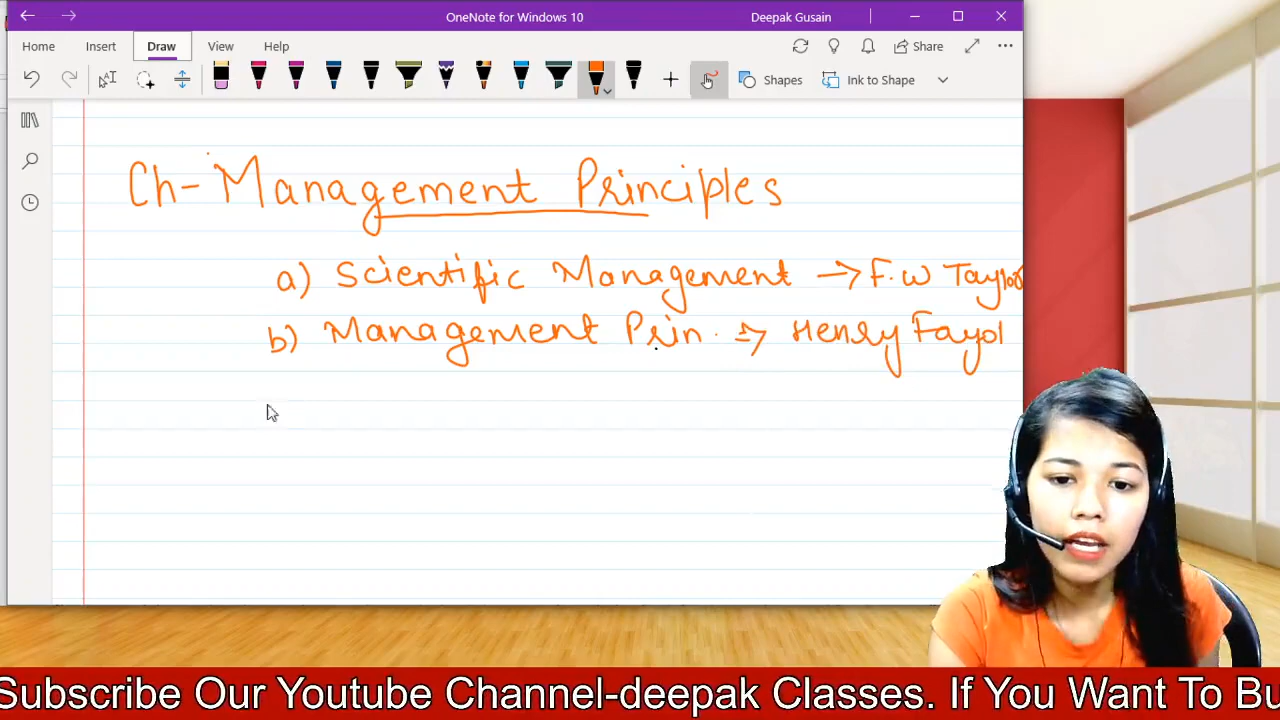 OneNote for Windows 10 Deepak Gusain
Home Insert Draw View Help Share
Shapes Ink to Shape
Ch- Management Principles
a) Scientific Management → F.W Taylor
b) Management Prin. => Henry Fayol
Subscribe Our Youtube Channel-deepak Classes. If You Want To Bu